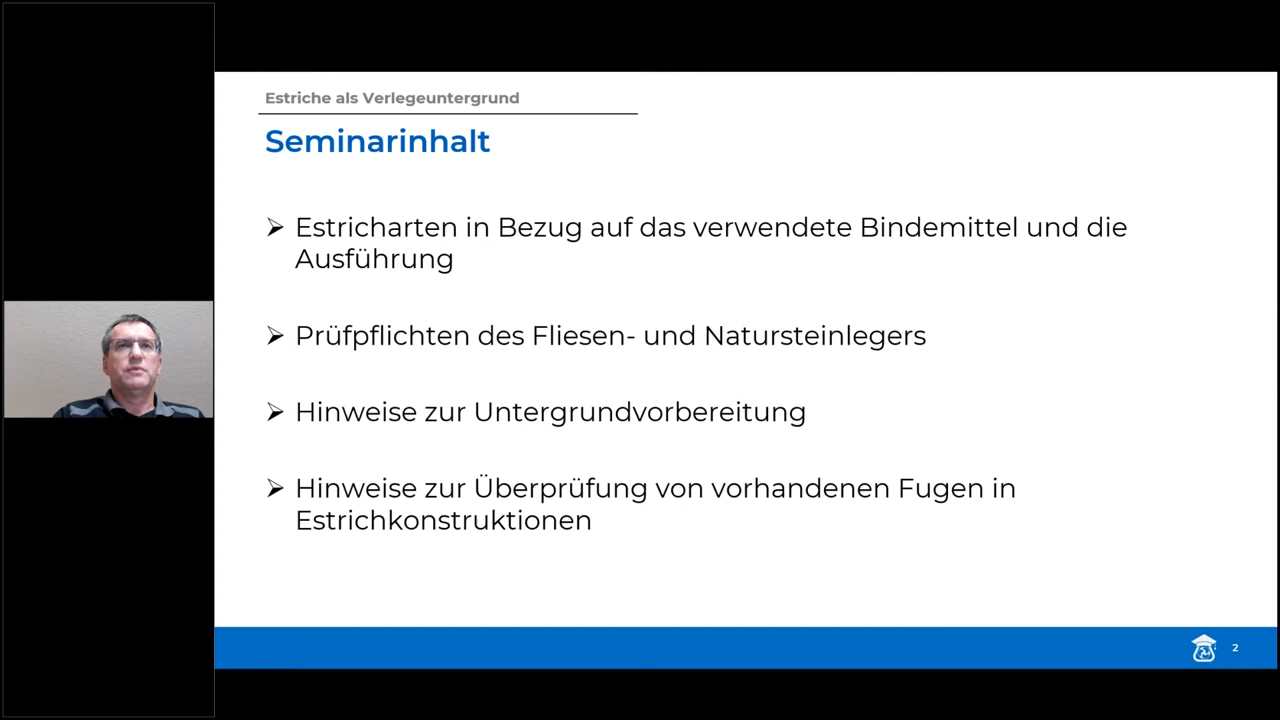 Estriche als Verlegeuntergrund
Seminarinhalt
➢ Estricharten in Bezug auf das verwendete Bindemittel und die
Ausführung
➢ Prüfpflichten des Fliesen- und Natursteinlegers
➢ Hinweise zur Untergrundvorbereitung
➢ Hinweise zur Überprüfung von vorhandenen Fugen in
Estrichkonstruktionen
2